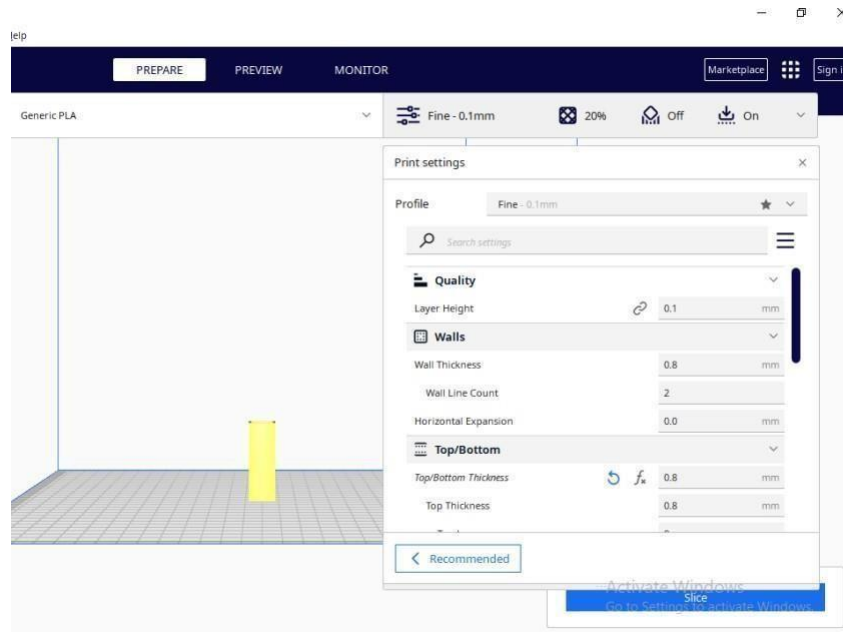 Help
PREPARE PREVIEW MONITOR Marketplace Sign i
Generic PLA Fine - 0.1mm 20% Off On
Print settings
Profile Fine - 0.1mm
Search settings
Quality
Layer Height 0.1 mm
Walls
Wall Thickness 0.8 mm
Wall Line Count 2
Horizontal Expansion 0.0 mm
Top/Bottom
Top/Bottom Thickness fx 0.8 mm
Top Thickness 0.8 mm
Recommended
Activate Windows
Slice
Go to Settings to activate Windows.